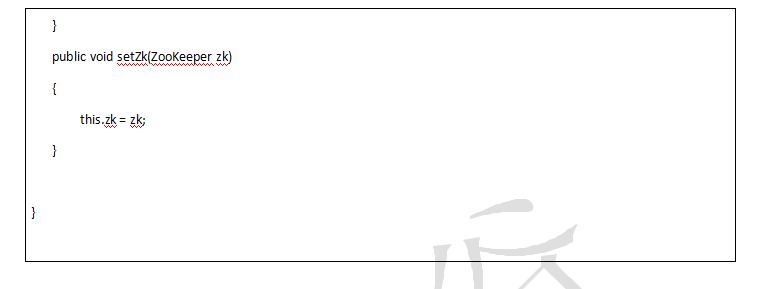 }
public void setZk(ZooKeeper zk)
{
this.zk = zk;
}
}